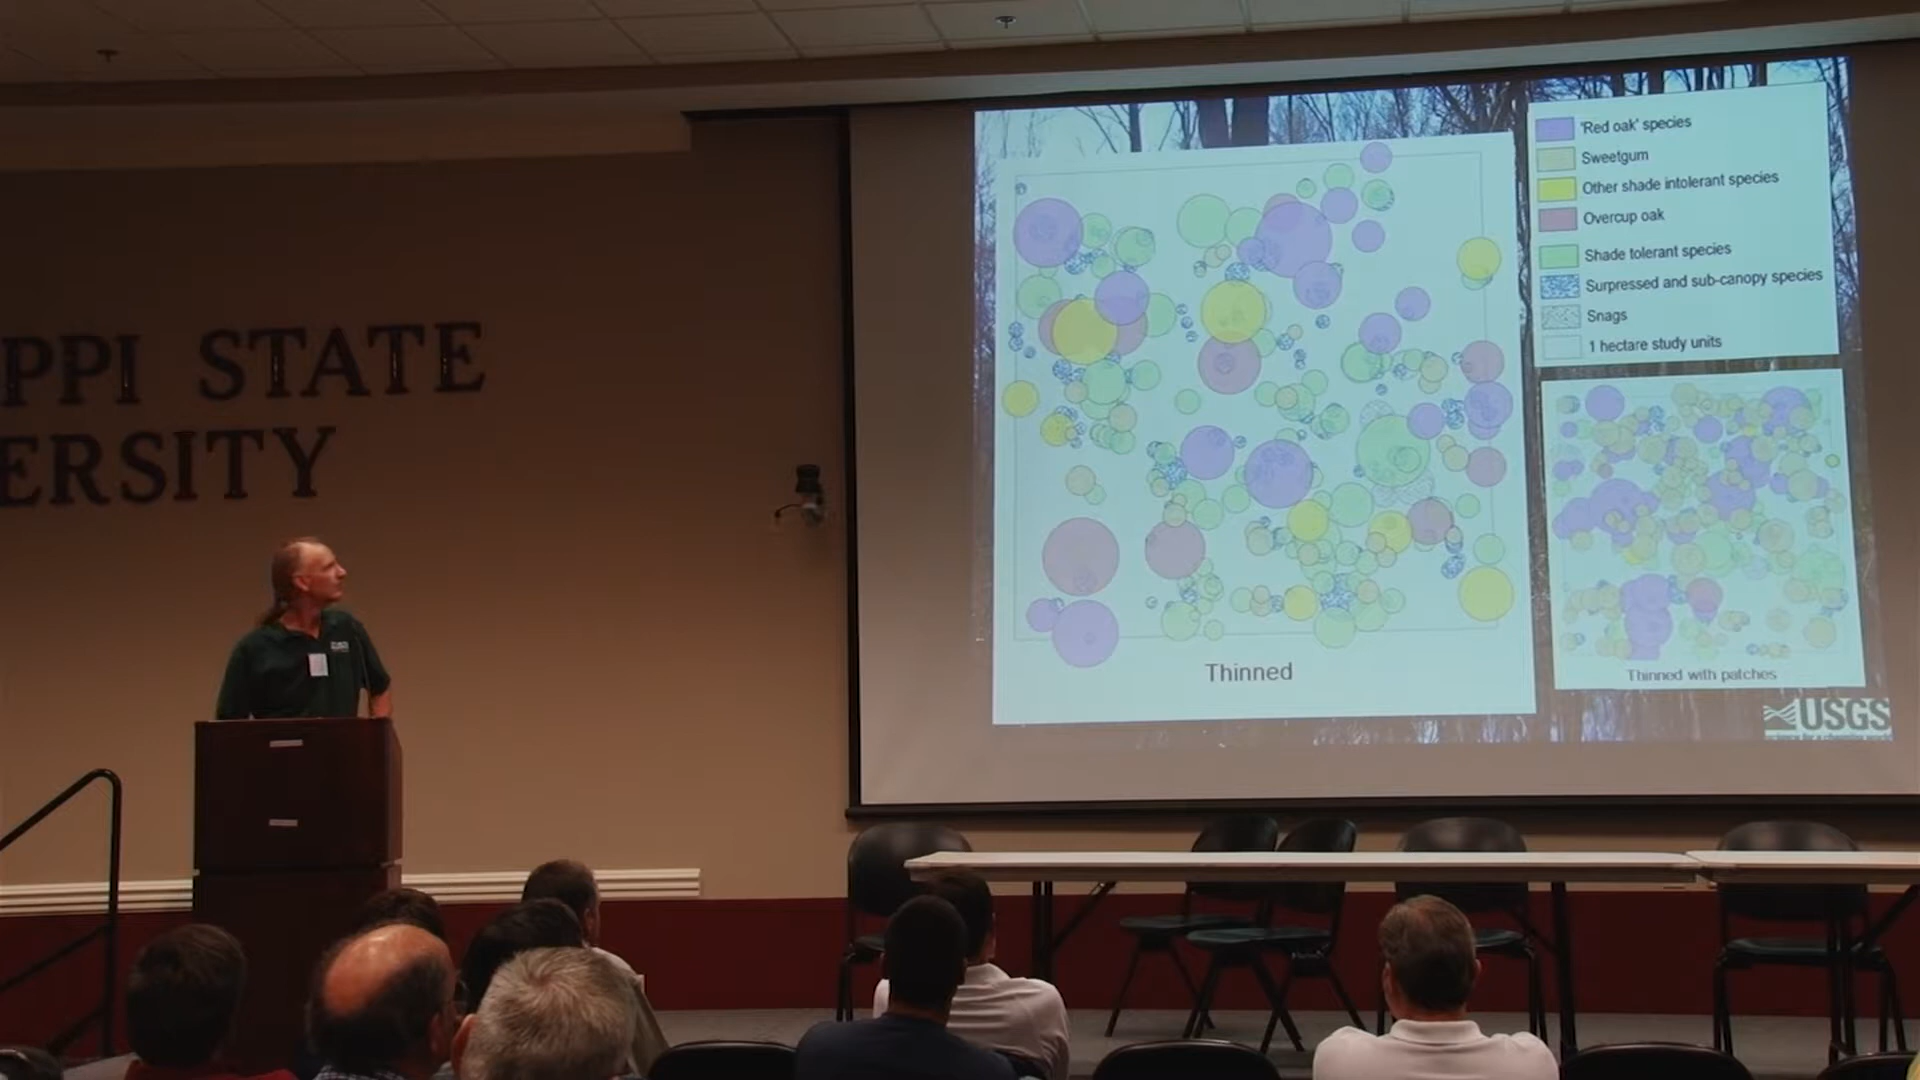 PPI STATE
ERSITY
'Red oak' species
Sweetgum
Other shade intolerant species
Overcup oak
Shade tolerant species
Surpressed and sub-canopy species
Snags
1 hectare study units
Thinned
Thinned with patches
USGS